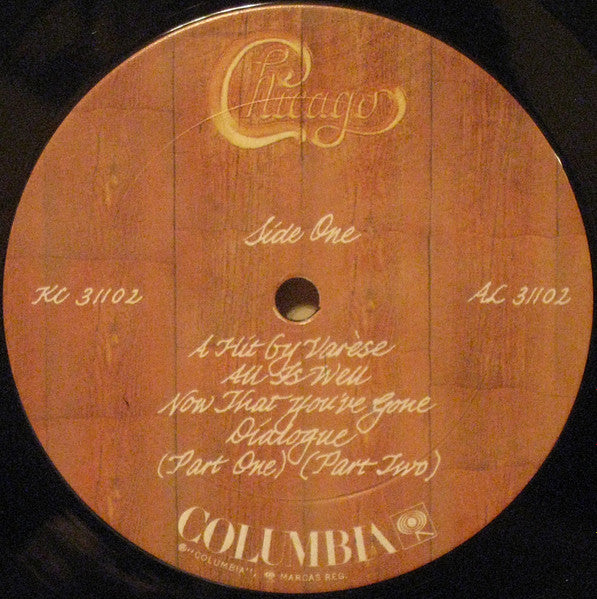 Chicago
Side One
KC 31102
AL 31102
A Hit By Varèse
All Is Well
Now That You've Gone
Dialogue
(Part One) (Part Two)
COLUMBIA
"COLUMBIA", MARCAS REG.